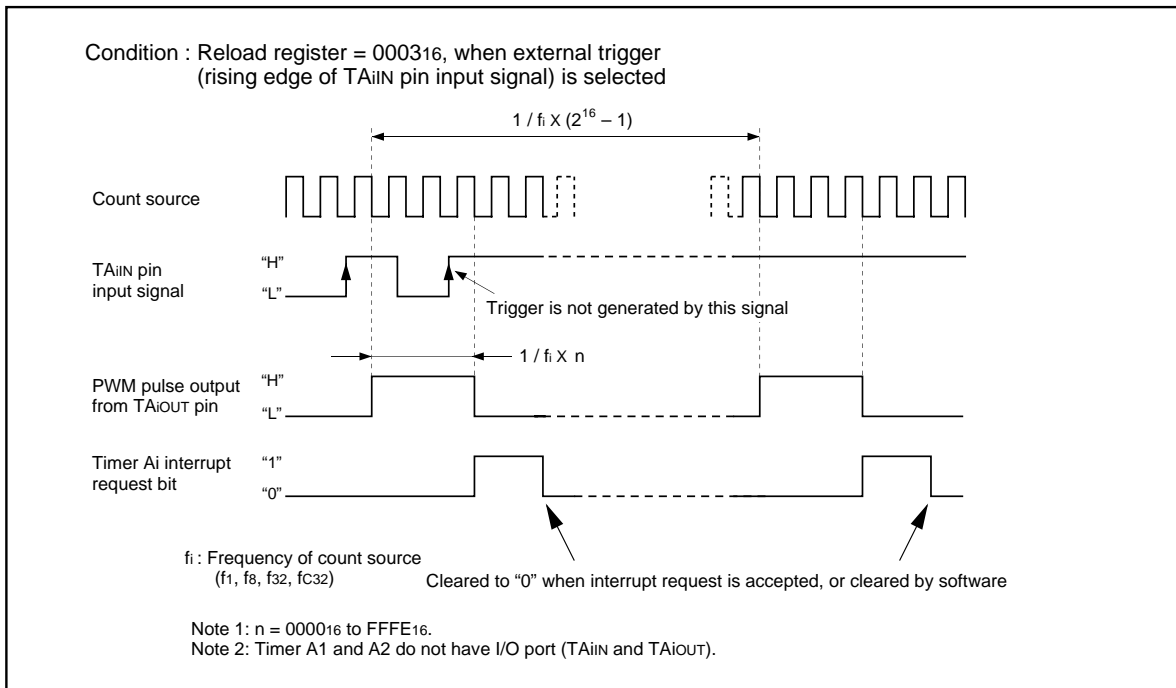 Condition : Reload register = 000316, when external trigger
(rising edge of TAiIN pin input signal) is selected
1 / fi X (2^16 – 1)
Count source
TAiIN pin
input signal
“H”
“L”
Trigger is not generated by this signal
1 / fi X n
PWM pulse output
from TAiOUT pin
“H”
“L”
Timer Ai interrupt
request bit
“1”
“0”
fi : Frequency of count source
(f1, f8, f32, fC32)
Cleared to “0” when interrupt request is accepted, or cleared by software
Note 1: n = 000016 to FFFE16.
Note 2: Timer A1 and A2 do not have I/O port (TAiIN and TAiOUT).